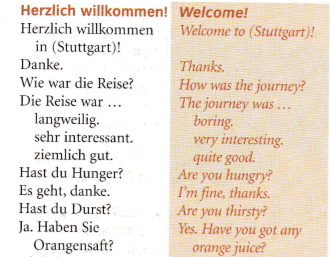 Herzlich willkommen! Welcome!
Herzlich willkommen Welcome to (Stuttgart)!
in (Stuttgart)!
Danke. Thanks.
Wie war die Reise? How was the journey?
Die Reise war … The journey was …
langweilig. boring.
sehr interessant. very interesting.
ziemlich gut. quite good.
Hast du Hunger? Are you hungry?
Es geht, danke. I'm fine, thanks.
Hast du Durst? Are you thirsty?
Ja. Haben Sie Yes. Have you got any
Orangensaft? orange juice?